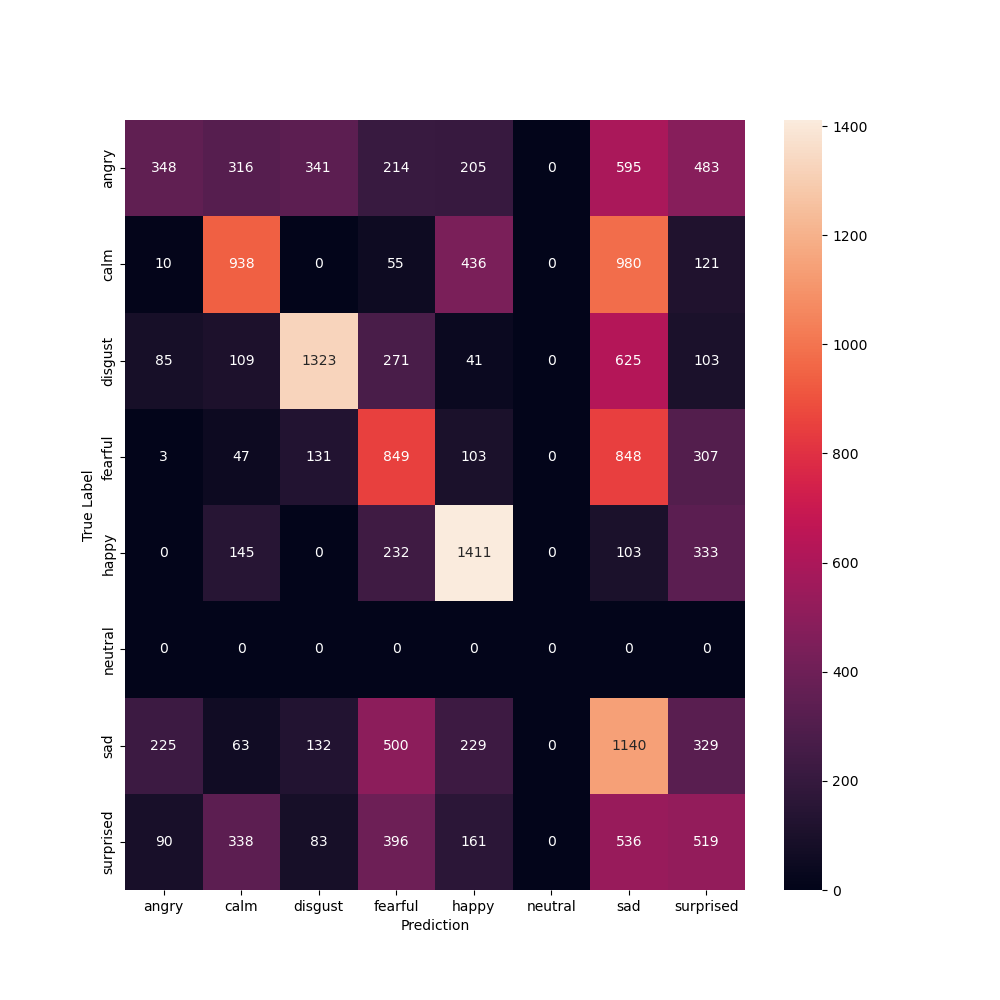 angry 348 316 341 214 205 0 595 483
calm 10 938 0 55 436 0 980 121
disgust 85 109 1323 271 41 0 625 103
fearful 3 47 131 849 103 0 848 307
happy 0 145 0 232 1411 0 103 333
neutral 0 0 0 0 0 0 0 0
sad 225 63 132 500 229 0 1140 329
surprised 90 338 83 396 161 0 536 519
True Label
angry calm disgust fearful happy neutral sad surprised
Prediction
1400
1200
1000
800
600
400
200
0